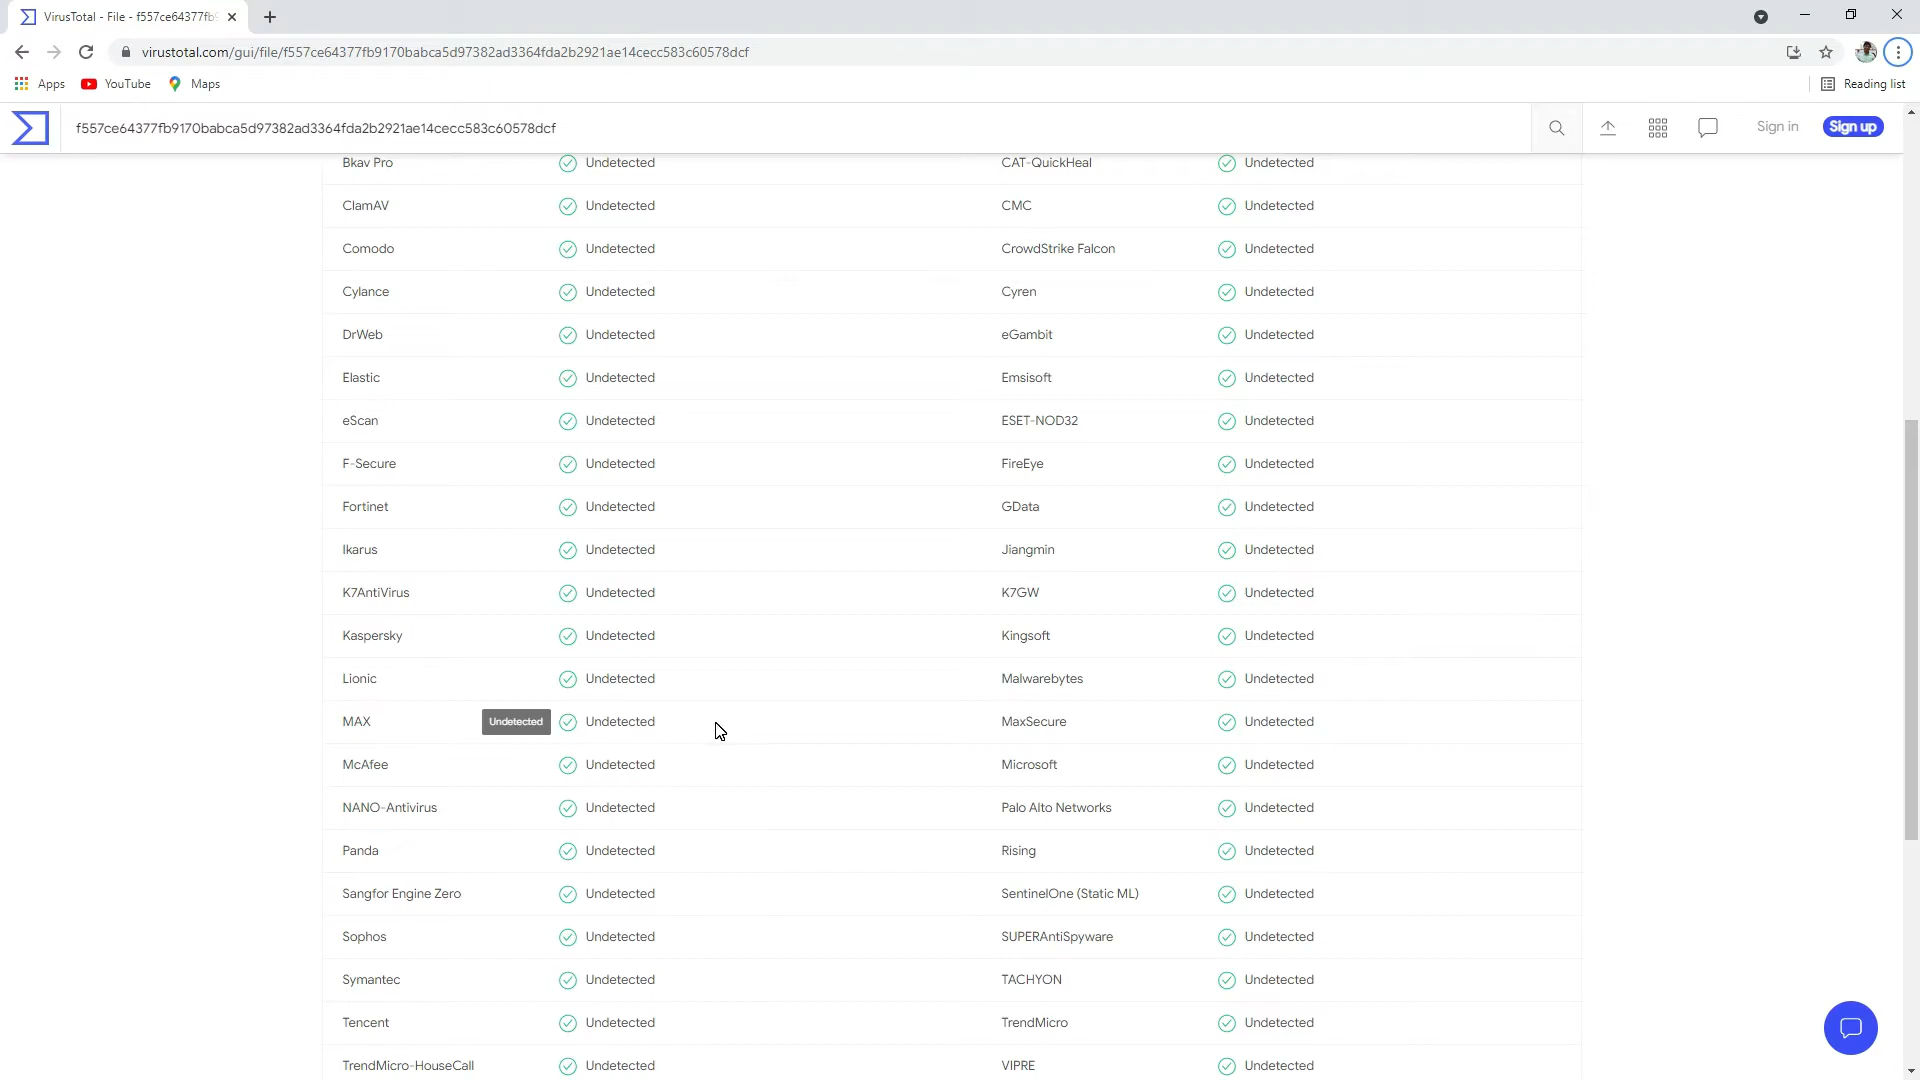 VirusTotal - File - f557ce64377fb9
virustotal.com/gui/file/f557ce64377fb9170babca5d97382ad3364fda2b2921ae14cecc583c60578dcf
Apps YouTube Maps Reading list
f557ce64377fb9170babca5d97382ad3364fda2b2921ae14cecc583c60578dcf Sign in Sign up
Bkav Pro Undetected CAT-QuickHeal Undetected
ClamAV Undetected CMC Undetected
Comodo Undetected CrowdStrike Falcon Undetected
Cylance Undetected Cyren Undetected
DrWeb Undetected eGambit Undetected
Elastic Undetected Emsisoft Undetected
eScan Undetected ESET-NOD32 Undetected
F-Secure Undetected FireEye Undetected
Fortinet Undetected GData Undetected
Ikarus Undetected Jiangmin Undetected
K7AntiVirus Undetected K7GW Undetected
Kaspersky Undetected Kingsoft Undetected
Lionic Undetected Malwarebytes Undetected
MAX Undetected Undetected MaxSecure Undetected
McAfee Undetected Microsoft Undetected
NANO-Antivirus Undetected Palo Alto Networks Undetected
Panda Undetected Rising Undetected
Sangfor Engine Zero Undetected SentinelOne (Static ML) Undetected
Sophos Undetected SUPERAntiSpyware Undetected
Symantec Undetected TACHYON Undetected
Tencent Undetected TrendMicro Undetected
TrendMicro-HouseCall Undetected VIPRE Undetected